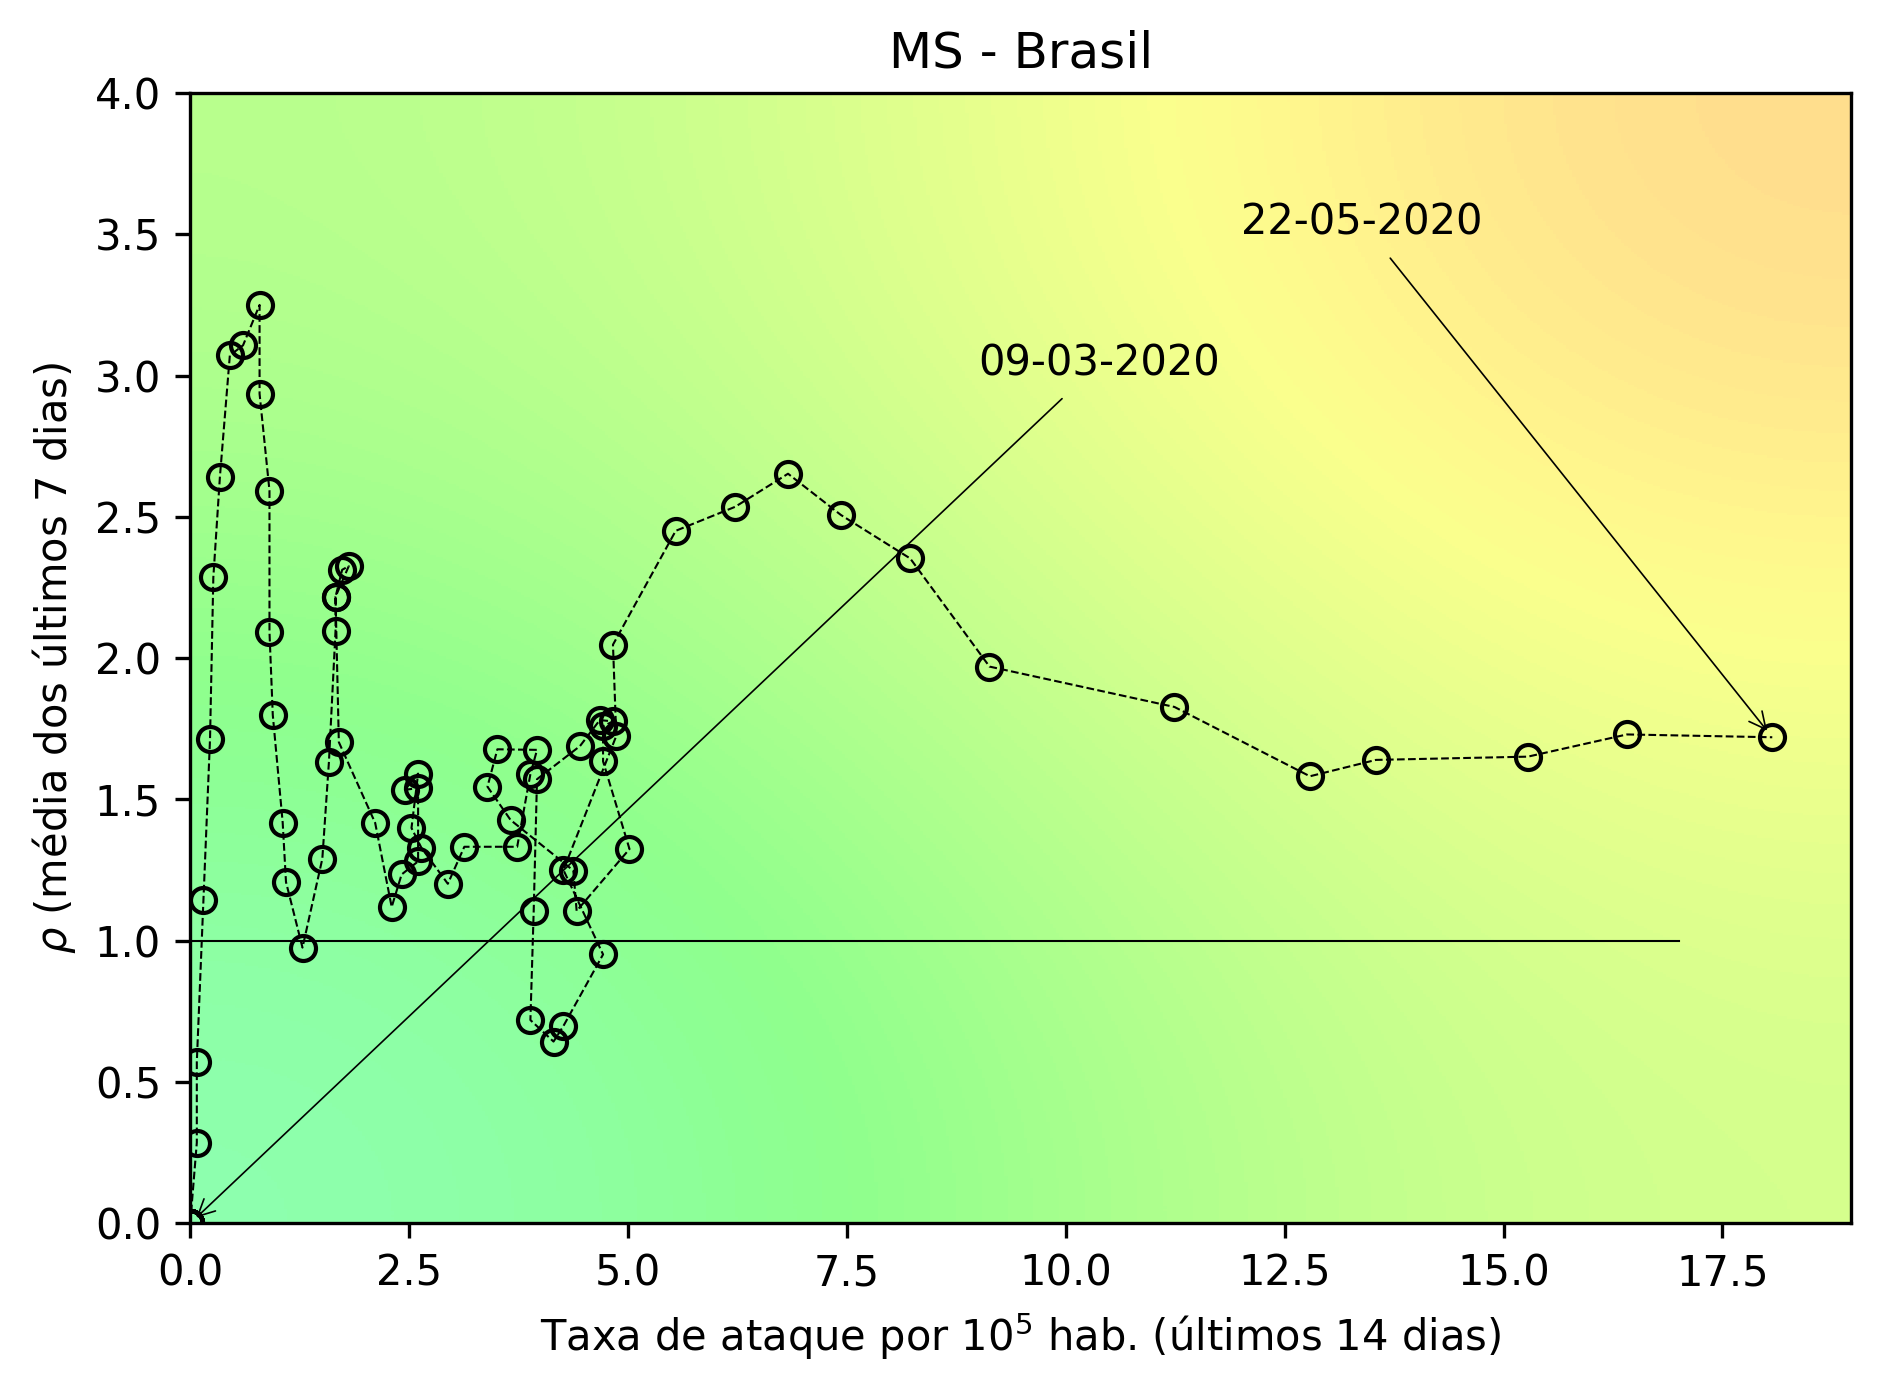 MS - Brasil
4.0
3.5
3.0
2.5
2.0
1.5
1.0
0.5
0.0
ρ (média dos últimos 7 dias)
22-05-2020
09-03-2020
0.0 2.5 5.0 7.5 10.0 12.5 15.0 17.5
Taxa de ataque por 10⁵ hab. (últimos 14 dias)